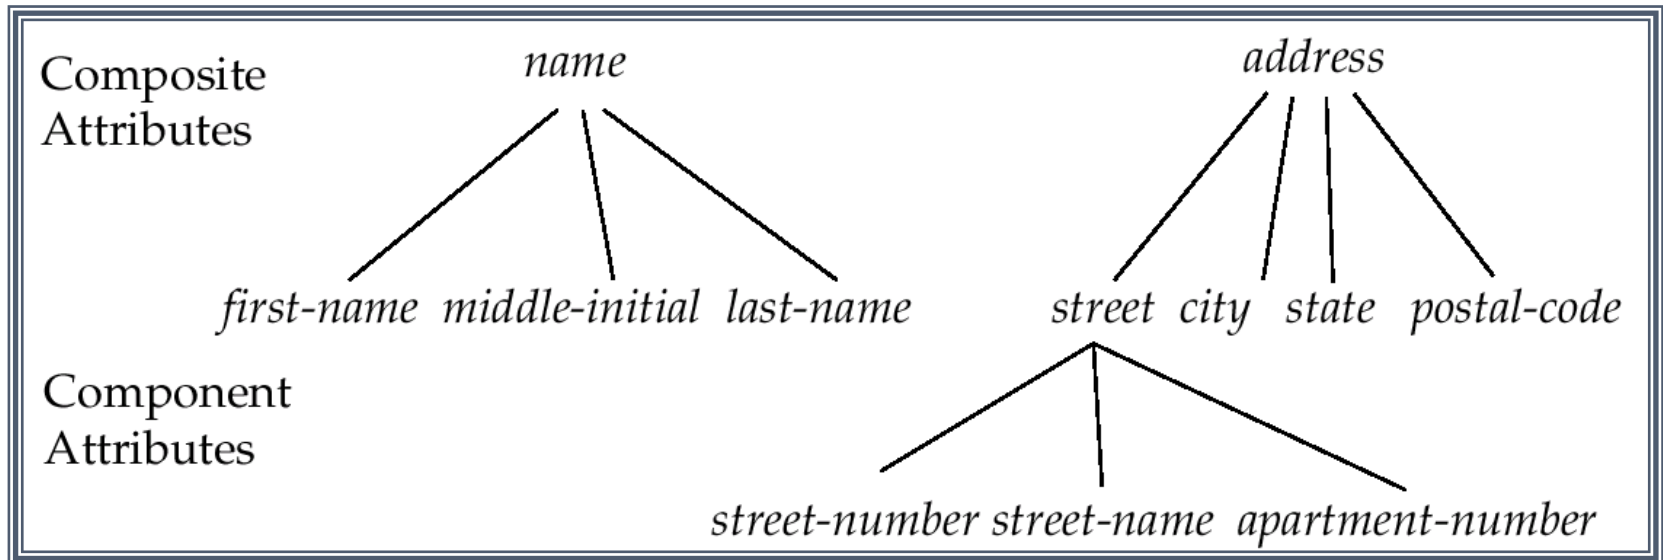 Composite
Attributes
name
address
first-name middle-initial last-name
street city state postal-code
Component
Attributes
street-number street-name apartment-number